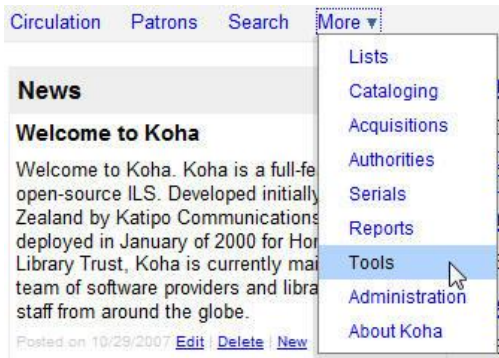 Circulation Patrons Search More ▼
Lists
Cataloging
Acquisitions
Authorities
Serials
Reports
Tools
Administration
About Koha
News
Welcome to Koha
Welcome to Koha. Koha is a full-fe
open-source ILS. Developed initially
Zealand by Katipo Communications
deployed in January of 2000 for Hor
Library Trust, Koha is currently mai
team of software providers and libra
staff from around the globe.
Posted on 10/29/2007 Edit | Delete | New